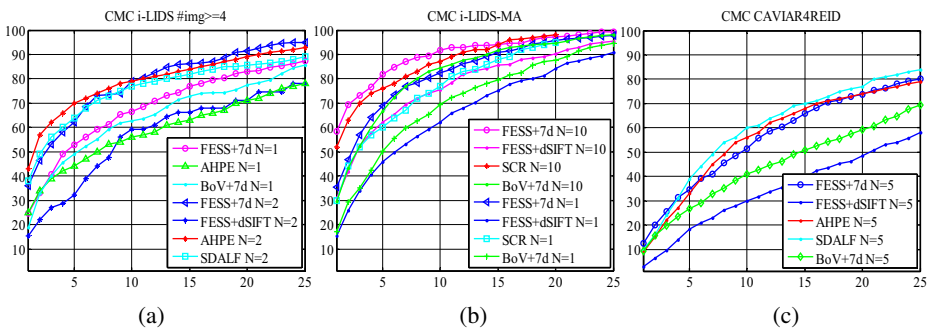 CMC i-LIDS #img>=4
100
90
80
70
60
50
40
30
20
10
5
10
15
20
25
FESS+7d N=1
AHPE N=1
BoV+7d N=1
FESS+7d N=2
FESS+dSIFT N=2
AHPE N=2
SDALF N=2
(a)
CMC i-LIDS-MA
100
90
80
70
60
50
40
30
20
10
5
10
15
20
25
FESS+7d N=10
FESS+dSIFT N=10
SCR N=10
BoV+7d N=10
FESS+7d N=1
FESS+dSIFT N=1
SCR N=1
BoV+7d N=1
(b)
CMC CAVIAR4REID
100
90
80
70
60
50
40
30
20
10
5
10
15
20
25
FESS+7d N=5
FESS+dSIFT N=5
AHPE N=5
SDALF N=5
BoV+7d N=5
(c)